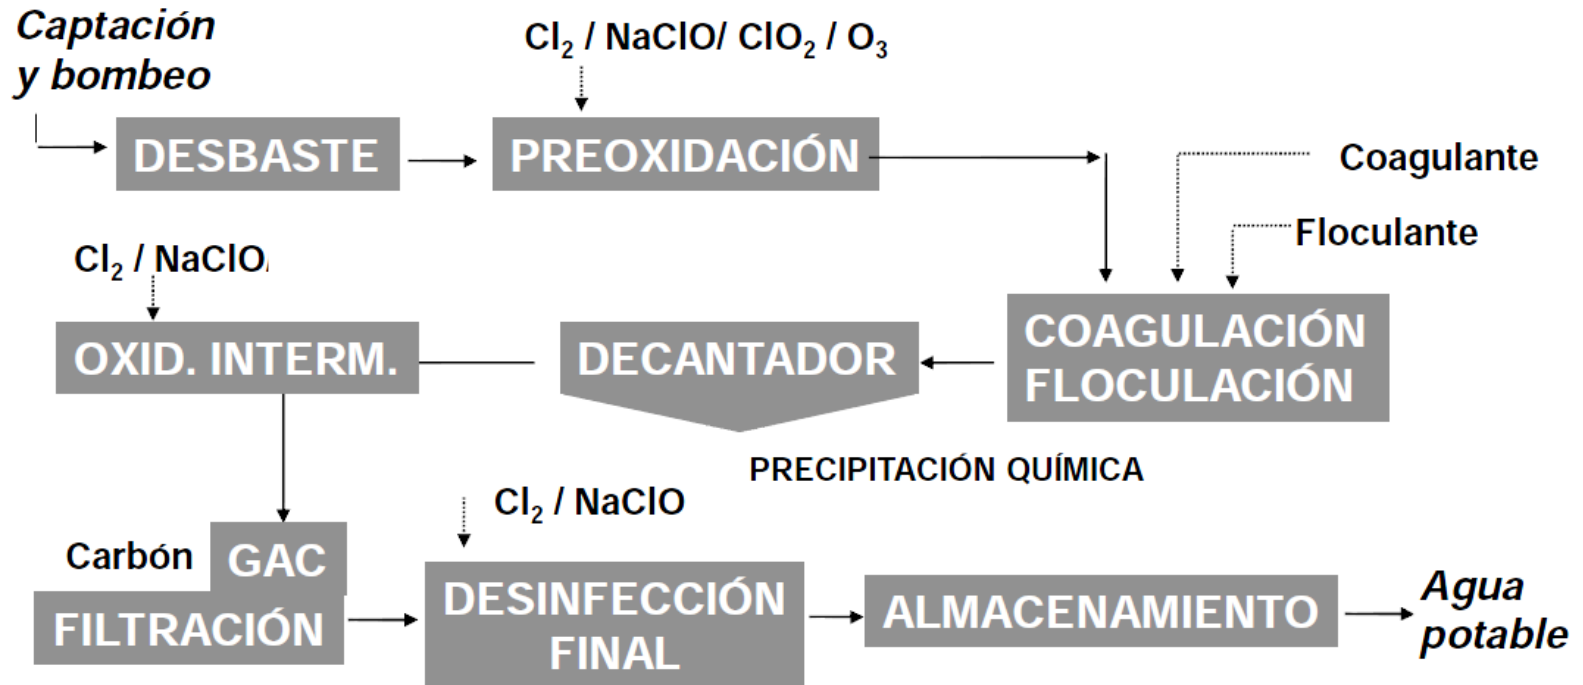 Captación
y bombeo
Cl2 / NaClO/ ClO2 / O3
DESBASTE
PREOXIDACIÓN
Coagulante
Floculante
Cl2 / NaClO/
OXID. INTERM.
DECANTADOR
COAGULACIÓN
FLOCULACIÓN
PRECIPITACIÓN QUÍMICA
Cl2 / NaClO
Carbón
GAC
FILTRACIÓN
DESINFECCIÓN
FINAL
ALMACENAMIENTO
Agua
potable